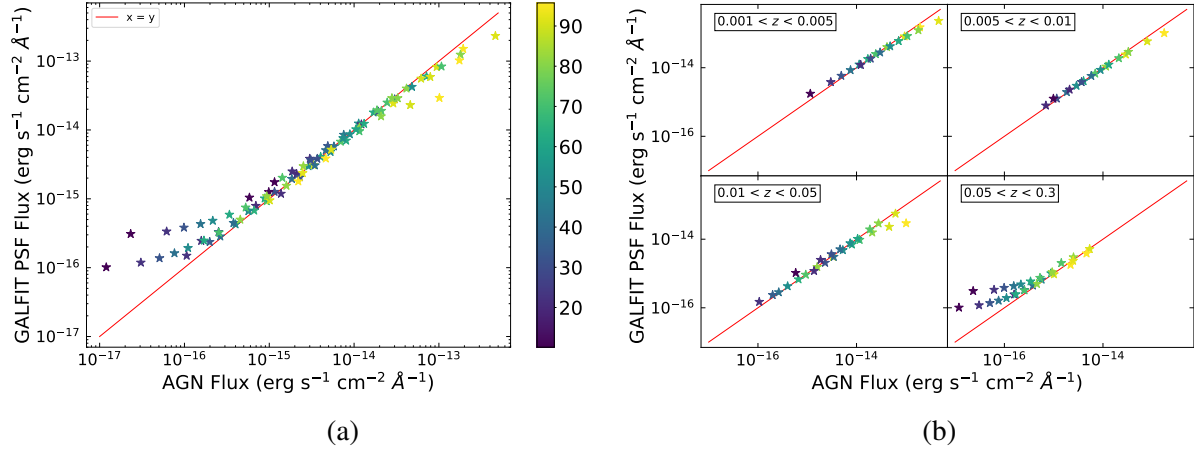 x = y
GALFIT PSF Flux (erg s⁻¹ cm⁻² Å⁻¹)
10⁻¹³
10⁻¹⁴
10⁻¹⁵
10⁻¹⁶
10⁻¹⁷
10⁻¹⁷ 10⁻¹⁶ 10⁻¹⁵ 10⁻¹⁴ 10⁻¹³
AGN Flux (erg s⁻¹ cm⁻² Å⁻¹)
90
80
70
60
50
40
30
20
(a)
GALFIT PSF Flux (erg s⁻¹ cm⁻² Å⁻¹)
0.001 < z < 0.005
0.005 < z < 0.01
10⁻¹⁴
10⁻¹⁶
0.01 < z < 0.05
0.05 < z < 0.3
10⁻¹⁴
10⁻¹⁶
10⁻¹⁶ 10⁻¹⁴ 10⁻¹⁶ 10⁻¹⁴
AGN Flux (erg s⁻¹ cm⁻² Å⁻¹)
(b)